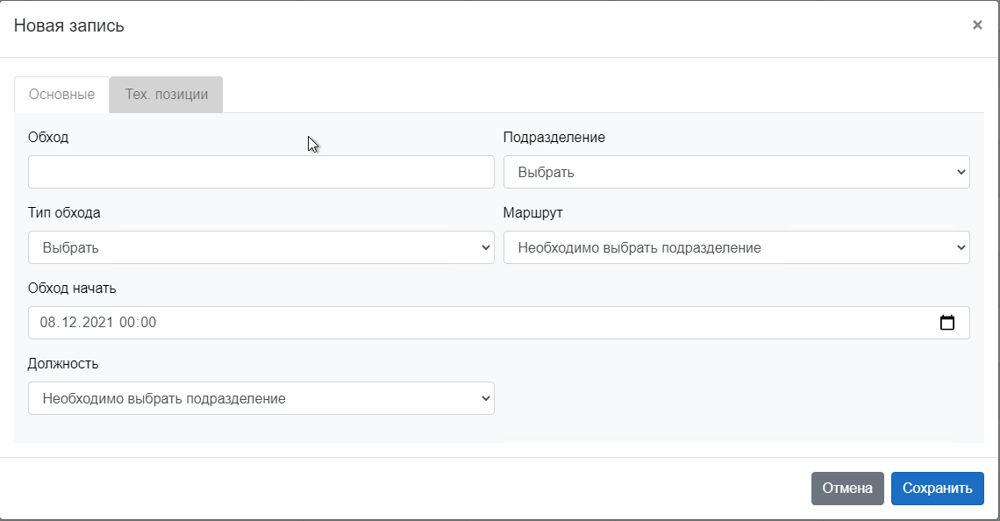 Новая запись
×
Основные
Тех. позиции
Обход
Подразделение
Выбрать
Тип обхода
Маршрут
Выбрать
Необходимо выбрать подразделение
Обход начать
08.12.2021 00:00
Должность
Необходимо выбрать подразделение
Отмена
Сохранить